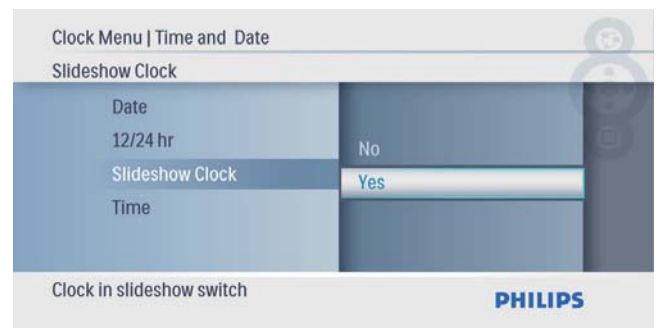 Clock Menu | Time and Date
Slideshow Clock
Date
12/24 hr
Slideshow Clock
Time
No
Yes
Clock in slideshow switch
PHILIPS